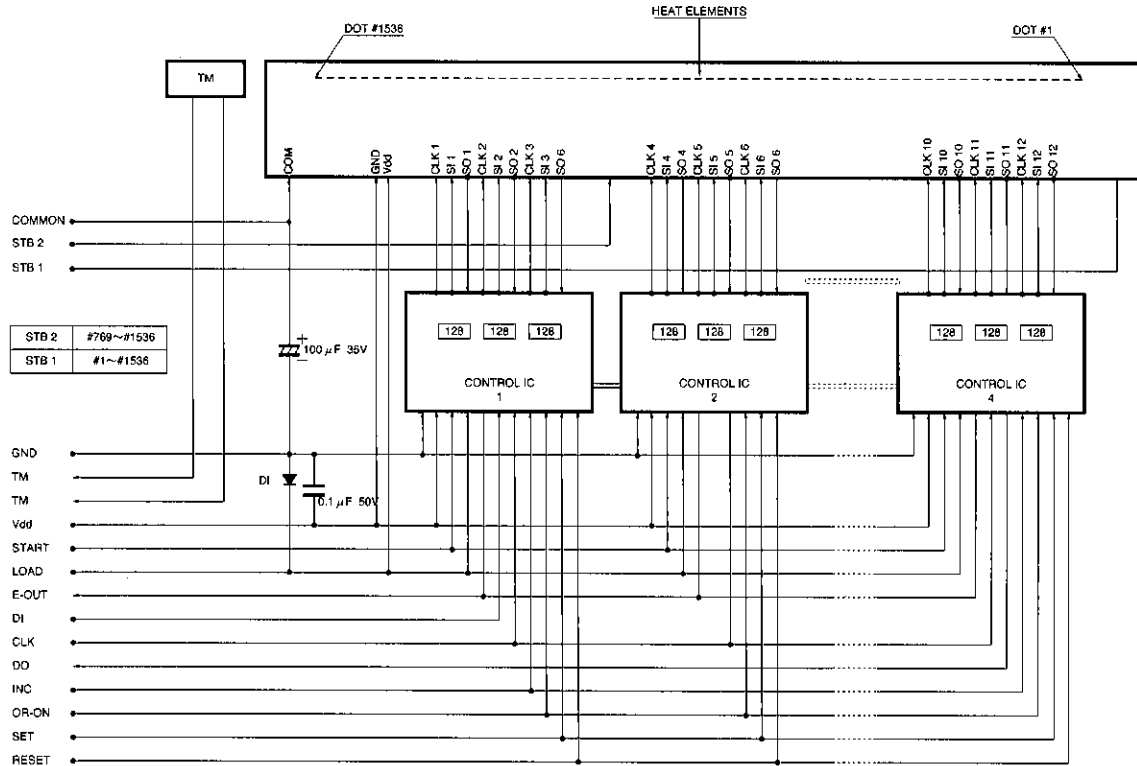 HEAT ELEMENTS
DOT #1536
DOT #1
TM
COM
GND
Vdd
CLK 1
SI 1
SO 1
CLK 2
SI 2
SO 2
CLK 3
SI 3
SO 6
CLK 4
SI 4
SO 4
CLK 5
SI 5
SO 5
CLK 6
SI 6
SO 6
CLK 10
SI 10
SO 10
CLK 11
SI 11
SO 11
CLK 12
SI 12
SO 12
COMMON
STB 2
STB 1
STB 2 #769~#1536
STB 1 #1~#1536
+
100 μF 35V
−
128 128 128
CONTROL IC
1
128 128 128
CONTROL IC
2
128 128 128
CONTROL IC
4
GND
TM
TM
Vdd
START
LOAD
E-OUT
DI
CLK
DO
INC
OR-ON
SET
RESET
DI
0.1 μF 50V